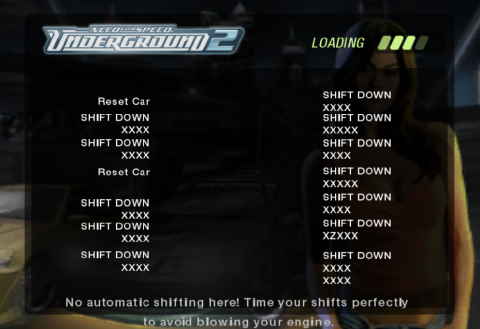 NEED FOR SPEED
UNDERGROUND 2
LOADING
Reset Car
SHIFT DOWN
XXXX
SHIFT DOWN
XXXX
Reset Car
SHIFT DOWN
XXXX
SHIFT DOWN
XXXX
SHIFT DOWN
XXXX
SHIFT DOWN
XXXX
SHIFT DOWN
XXXXX
SHIFT DOWN
XXXX
SHIFT DOWN
XXXXX
SHIFT DOWN
XXXX
SHIFT DOWN
XZXXX
SHIFT DOWN
XXXX
XXXX
No automatic shifting here! Time your shifts perfectly
to avoid blowing your engine.